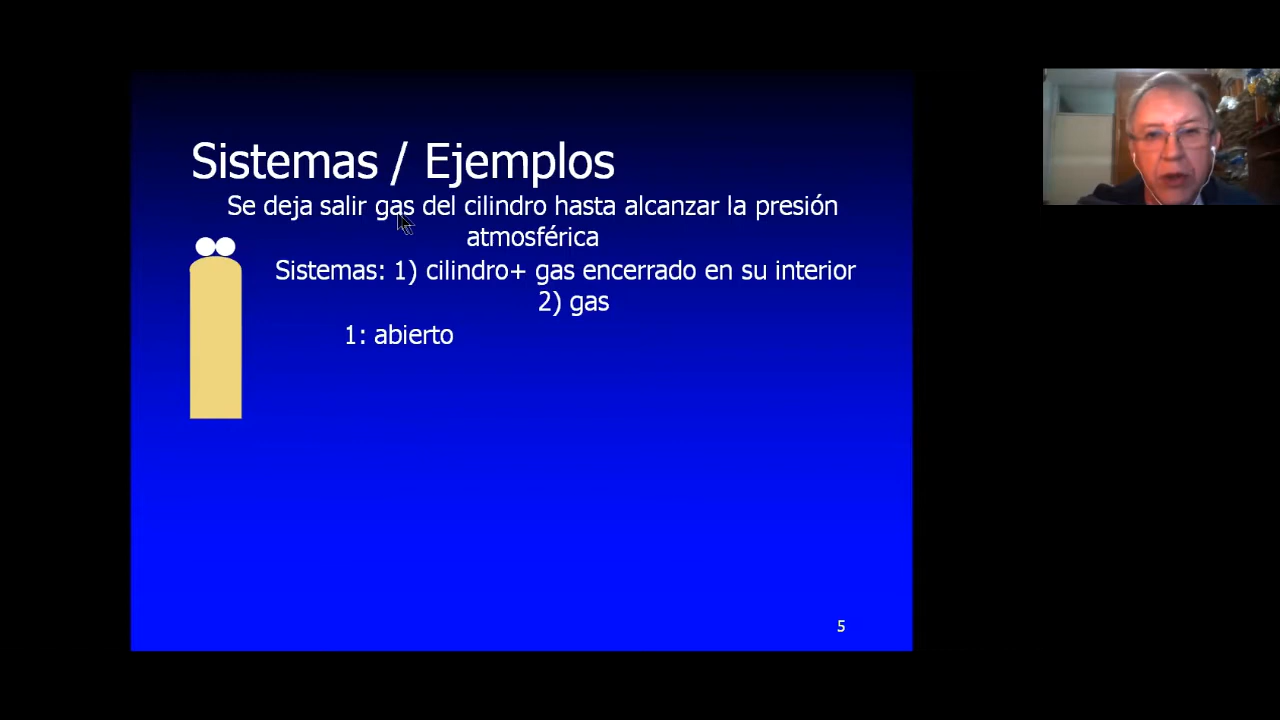 Sistemas / Ejemplos
Se deja salir gas del cilindro hasta alcanzar la presión
atmosférica
Sistemas: 1) cilindro+ gas encerrado en su interior
2) gas
1: abierto
5